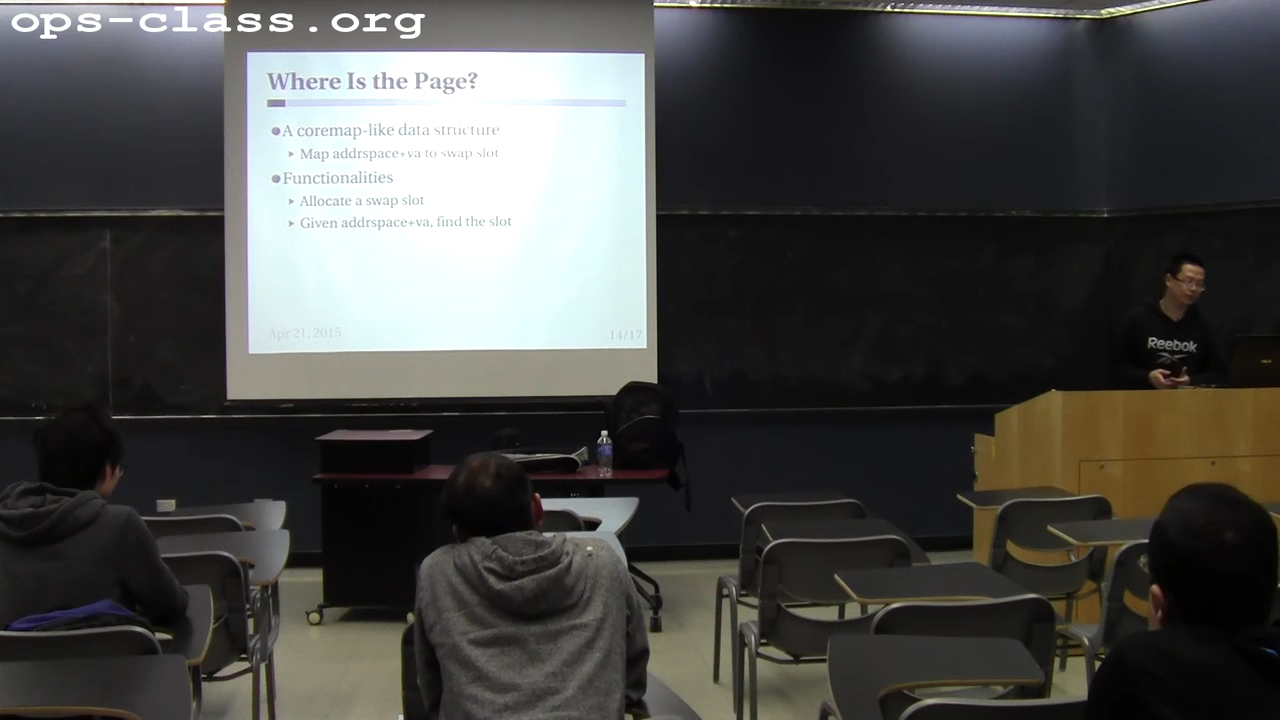 ops-class.org
Where Is the Page?
A coremap-like data structure
Map addrspace+va to swap slot
Functionalities
Allocate a swap slot
Given addrspace+va, find the slot
Apr 21, 2015
14/17
Reebok